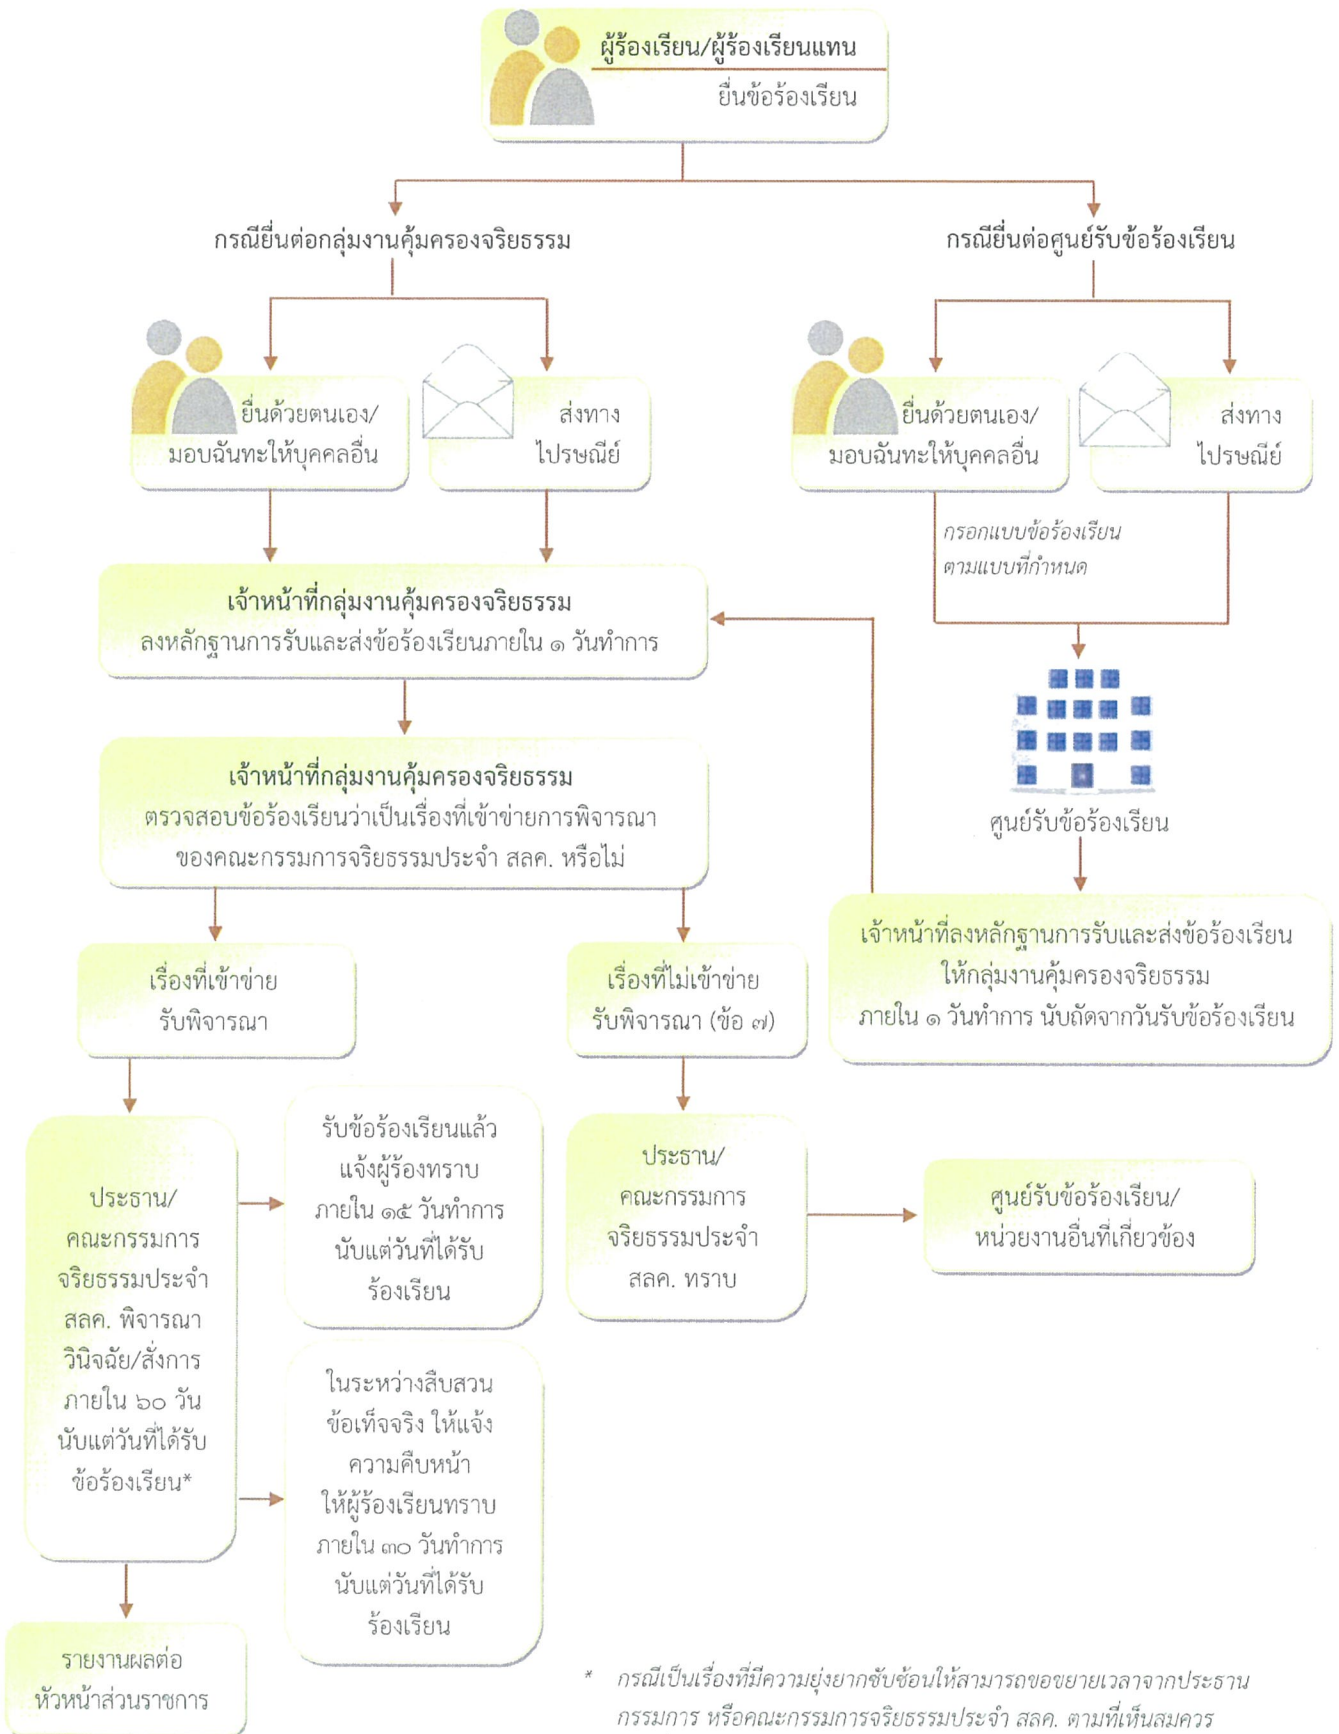 ผู้ร้องเรียน/ผู้ร้องเรียนแทน
ยื่นข้อร้องเรียน
กรณียื่นต่อกลุ่มงานคุ้มครองจริยธรรม
กรณียื่นต่อศูนย์รับข้อร้องเรียน
ยื่นด้วยตนเอง/
มอบฉันทะให้บุคคลอื่น
ส่งทาง
ไปรษณีย์
ยื่นด้วยตนเอง/
มอบฉันทะให้บุคคลอื่น
ส่งทาง
ไปรษณีย์
กรอกแบบข้อร้องเรียน
ตามแบบที่กำหนด
เจ้าหน้าที่กลุ่มงานคุ้มครองจริยธรรม
ลงหลักฐานการรับและส่งข้อร้องเรียนภายใน ๑ วันทำการ
เจ้าหน้าที่กลุ่มงานคุ้มครองจริยธรรม
ตรวจสอบข้อร้องเรียนว่าเป็นเรื่องที่เข้าข่ายการพิจารณา
ของคณะกรรมการจริยธรรมประจำ สลค. หรือไม่
ศูนย์รับข้อร้องเรียน
เจ้าหน้าที่ลงหลักฐานการรับและส่งข้อร้องเรียน
ให้กลุ่มงานคุ้มครองจริยธรรม
ภายใน ๑ วันทำการ นับถัดจากวันรับข้อร้องเรียน
เรื่องที่เข้าข่าย
รับพิจารณา
เรื่องที่ไม่เข้าข่าย
รับพิจารณา (ข้อ ๗)
ประธาน/
คณะกรรมการ
จริยธรรมประจำ
สลค. พิจารณา
วินิจฉัย/สั่งการ
ภายใน ๖๐ วัน
นับแต่วันที่ได้รับ
ข้อร้องเรียน*
รับข้อร้องเรียนแล้ว
แจ้งผู้ร้องทราบ
ภายใน ๑๕ วันทำการ
นับแต่วันที่ได้รับ
ร้องเรียน
ในระหว่างสืบสวน
ข้อเท็จจริง ให้แจ้ง
ความคืบหน้า
ให้ผู้ร้องเรียนทราบ
ภายใน ๓๐ วันทำการ
นับแต่วันที่ได้รับ
ร้องเรียน
ประธาน/
คณะกรรมการ
จริยธรรมประจำ
สลค. ทราบ
ศูนย์รับข้อร้องเรียน/
หน่วยงานอื่นที่เกี่ยวข้อง
รายงานผลต่อ
หัวหน้าส่วนราชการ
* กรณีเป็นเรื่องที่มีความยุ่งยากซับซ้อนให้สามารถขอขยายเวลาจากประธาน
กรรมการ หรือคณะกรรมการจริยธรรมประจำ สลค. ตามที่เห็นสมควร